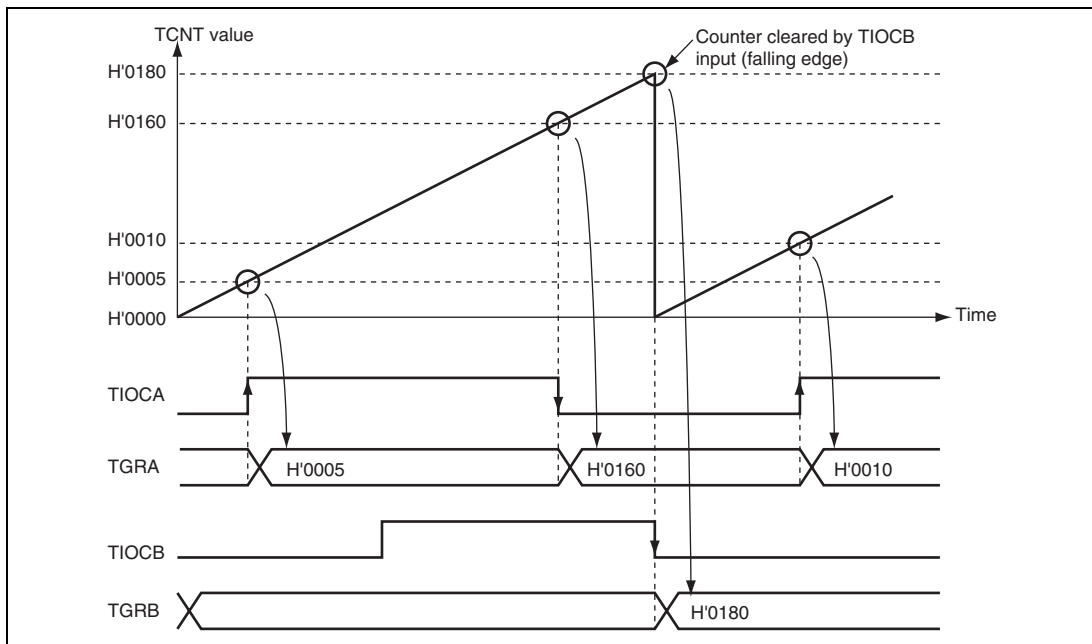 TCNT value
Counter cleared by TIOCB
input (falling edge)
H'0180
H'0160
H'0010
H'0005
H'0000
Time
TIOCA
TGRA
H'0005
H'0160
H'0010
TIOCB
TGRB
H'0180